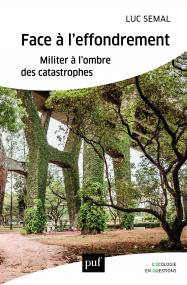 LUC SEMAL
Face à l'effondrement
Militer à l'ombre
des catastrophes
puf
L'ÉCOLOGIE
EN QUESTIONS